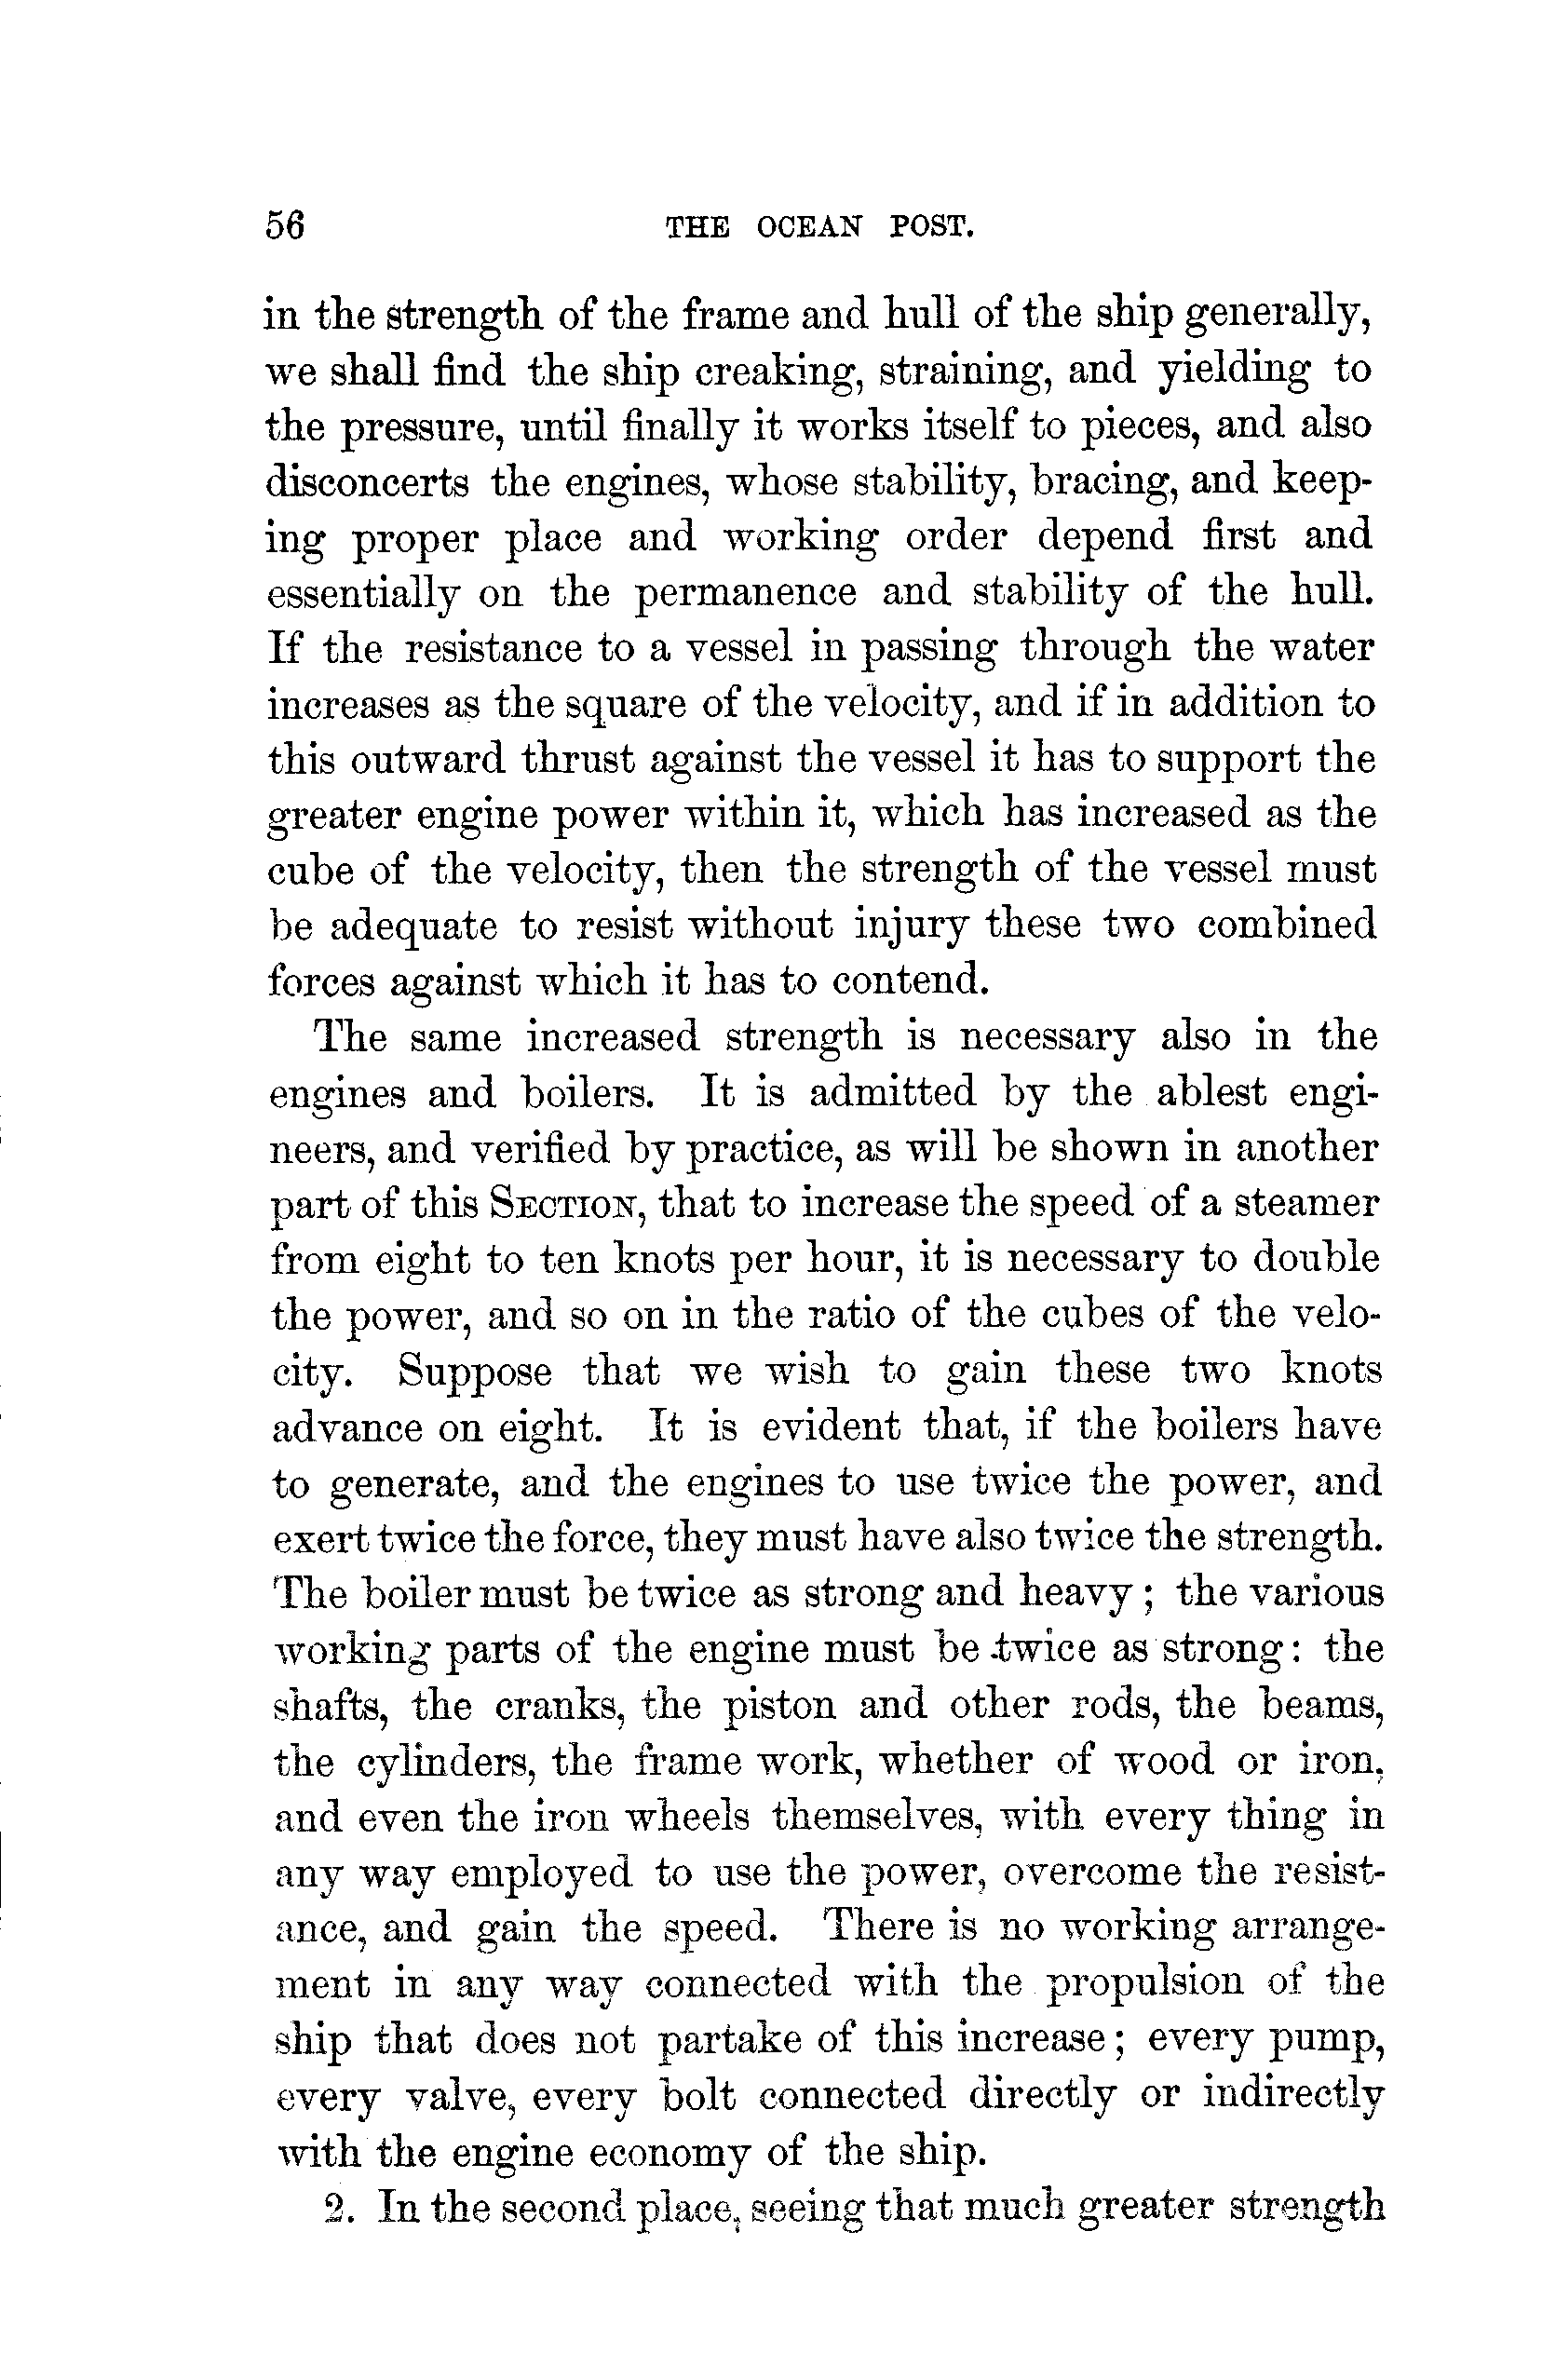 56 THE OCEAN POST.
in the strength of the frame and hull of the ship generally,
we shall find the ship creaking, straining, and yielding to
the pressure, until finally it works itself to pieces, and also
disconcerts the engines, whose stability, bracing, and keep-
ing proper place and working order depend first and
essentially on the permanence and stability of the hull.
If the resistance to a vessel in passing through the water
increases as the square of the velocity, and if in addition to
this outward thrust against the vessel it has to support the
greater engine power within it, which has increased as the
cube of the velocity, then the strength of the vessel must
be adequate to resist without injury these two combined
forces against which it has to contend.
The same increased strength is necessary also in the
engines and boilers. It is admitted by the ablest engi-
neers, and verified by practice, as will be shown in another
part of this SECTION, that to increase the speed of a steamer
from eight to ten knots per hour, it is necessary to double
the power, and so on in the ratio of the cubes of the velo-
city. Suppose that we wish to gain these two knots
advance on eight. It is evident that, if the boilers have
to generate, and the engines to use twice the power, and
exert twice the force, they must have also twice the strength.
The boiler must be twice as strong and heavy; the various
working parts of the engine must be twice as strong: the
shafts, the cranks, the piston and other rods, the beams,
the cylinders, the frame work, whether of wood or iron,
and even the iron wheels themselves, with every thing in
any way employed to use the power, overcome the resist-
ance, and gain the speed. There is no working arrange-
ment in any way connected with the propulsion of the
ship that does not partake of this increase; every pump,
every valve, every bolt connected directly or indirectly
with the engine economy of the ship.
2. In the second place, seeing that much greater strength